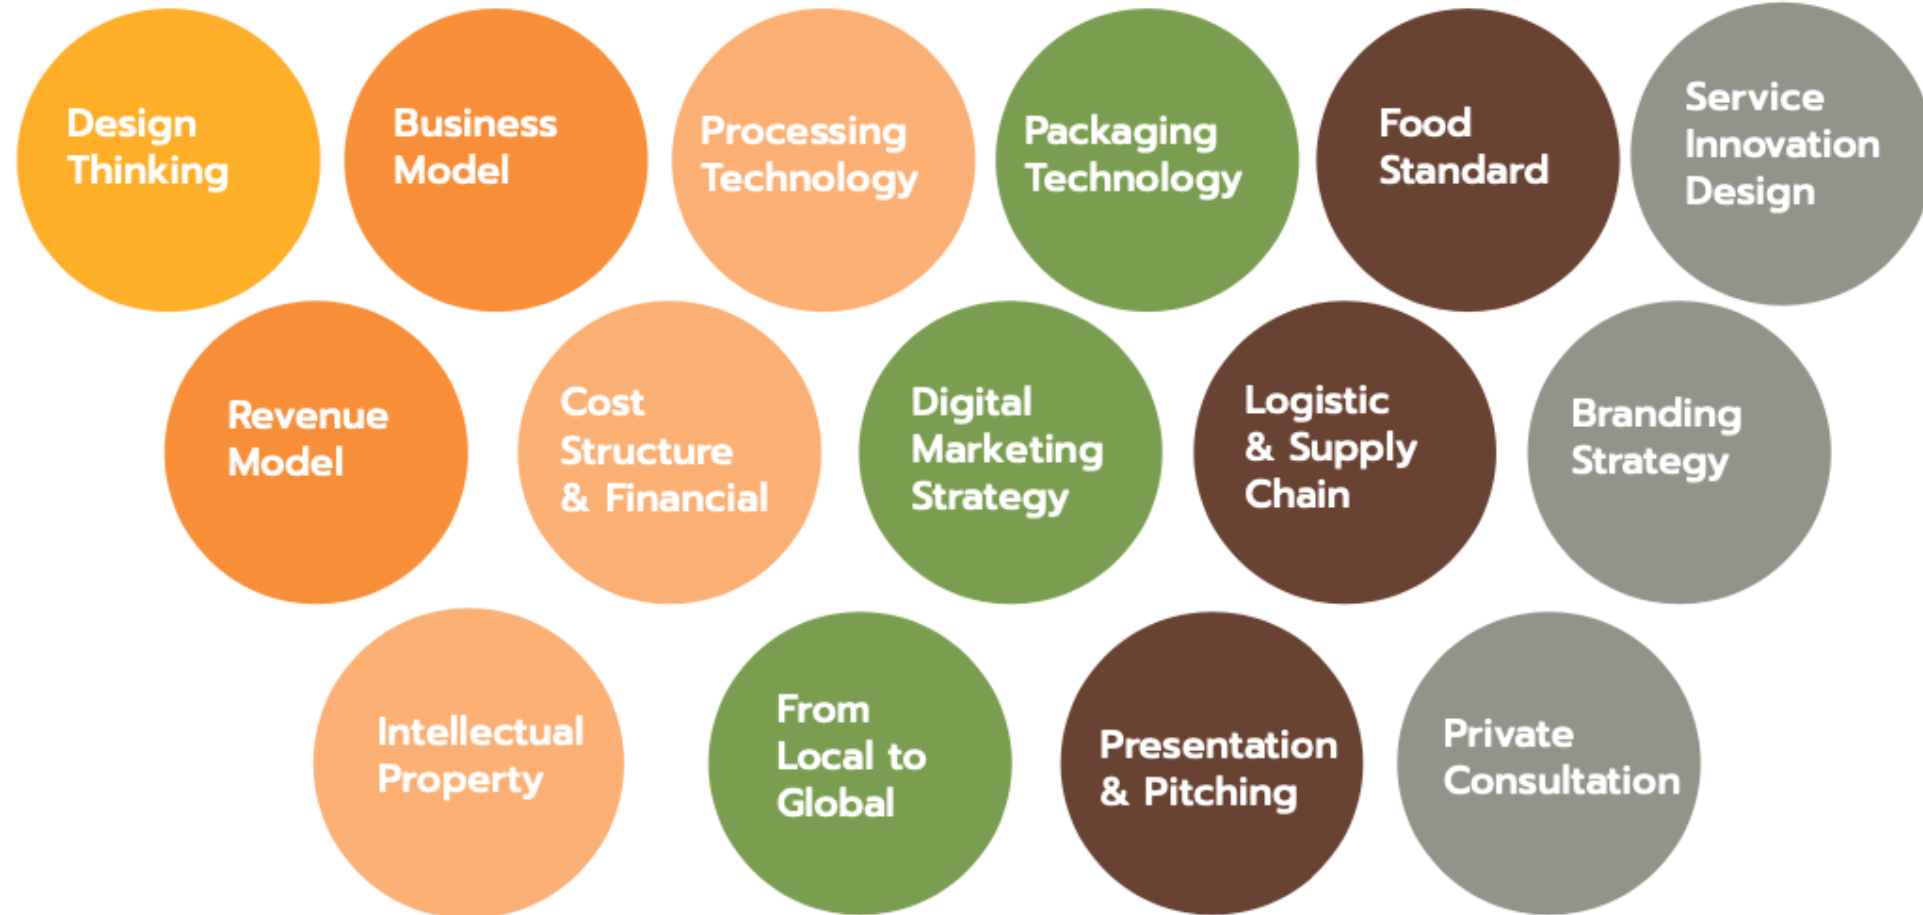 Design
Thinking
Business
Model
Processing
Technology
Packaging
Technology
Food
Standard
Service
Innovation
Design
Revenue
Model
Cost
Structure
& Financial
Digital
Marketing
Strategy
Logistic
& Supply
Chain
Branding
Strategy
Intellectual
Property
From
Local to
Global
Presentation
& Pitching
Private
Consultation